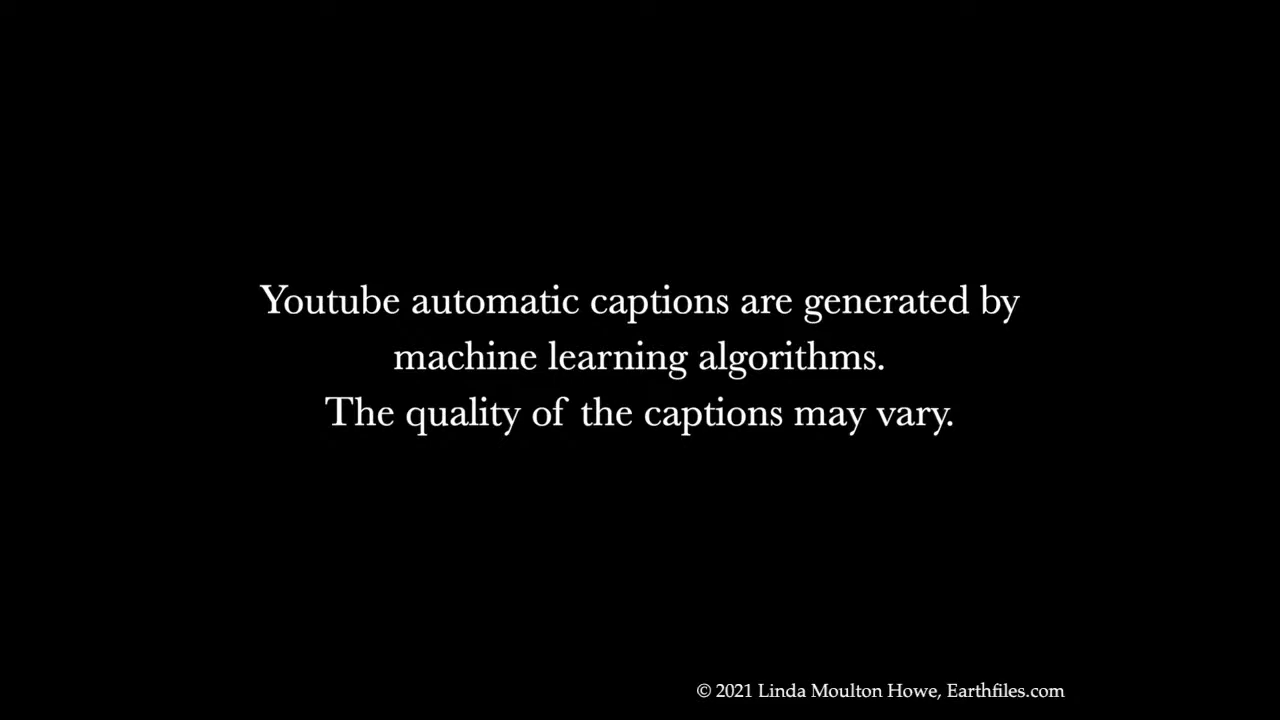 Youtube automatic captions are generated by
machine learning algorithms.
The quality of the captions may vary.
© 2021 Linda Moulton Howe, Earthfiles.com